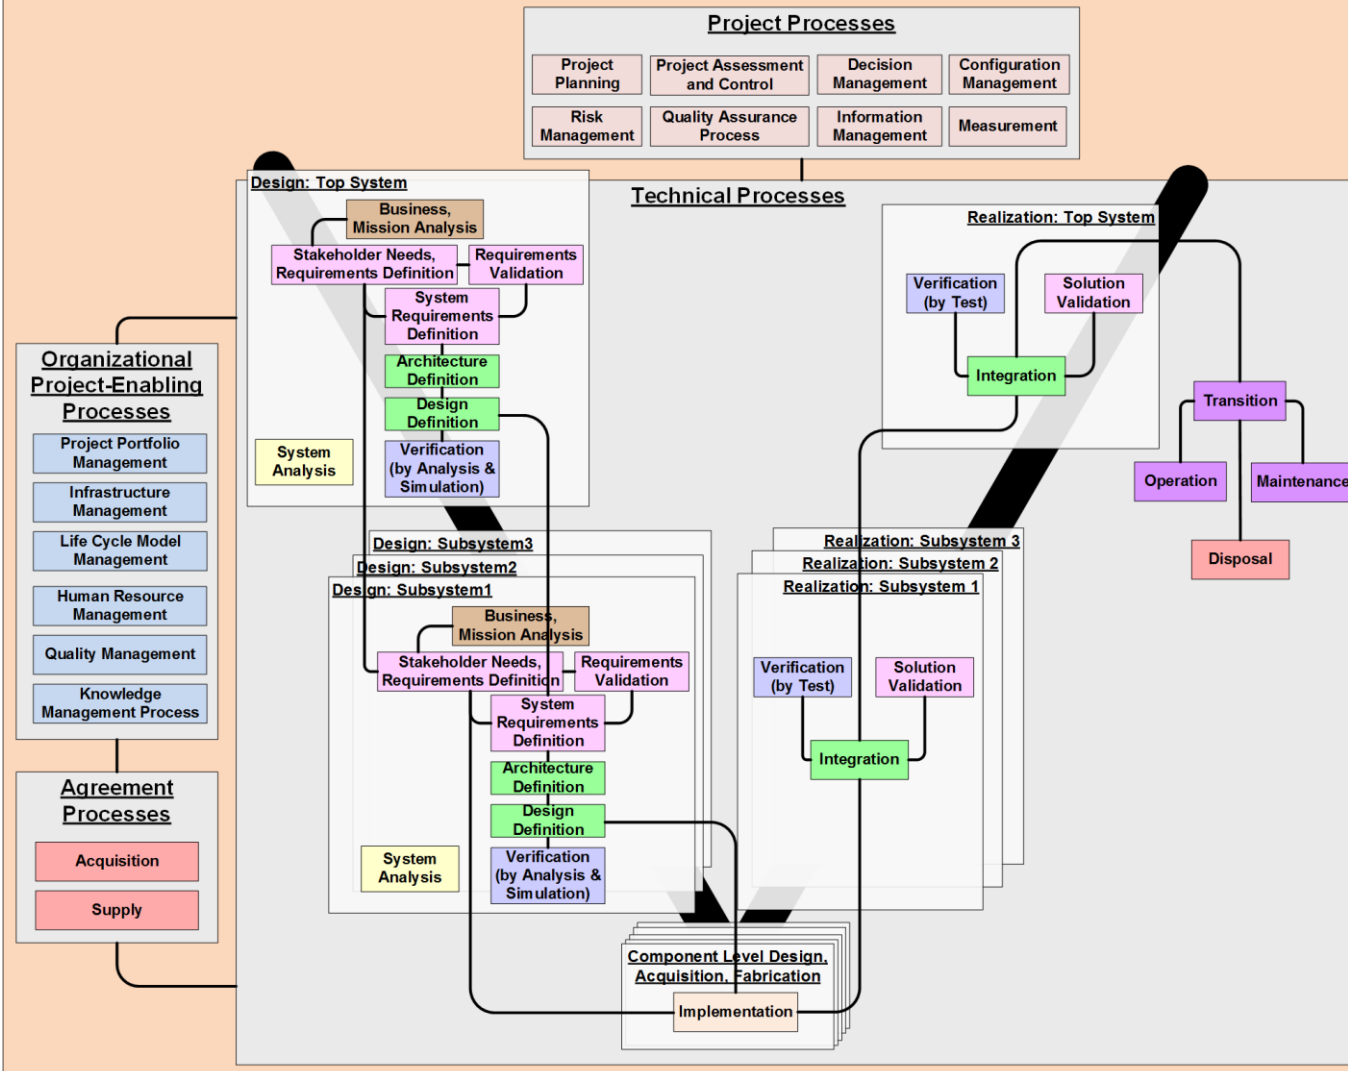 Project Processes
Project
Planning
Project Assessment
and Control
Decision
Management
Configuration
Management
Risk
Management
Quality Assurance
Process
Information
Management
Measurement
Technical Processes
Design: Top System
Business,
Mission Analysis
Stakeholder Needs,
Requirements Definition
Requirements
Validation
System
Requirements
Definition
Architecture
Definition
Design
Definition
System
Analysis
Verification
(by Analysis &
Simulation)
Realization: Top System
Verification
(by Test)
Solution
Validation
Integration
Transition
Operation
Maintenance
Disposal
Organizational
Project-Enabling
Processes
Project Portfolio
Management
Infrastructure
Management
Life Cycle Model
Management
Human Resource
Management
Quality Management
Knowledge
Management Process
Agreement
Processes
Acquisition
Supply
Design: Subsystem3
Design: Subsystem2
Design: Subsystem1
Business,
Mission Analysis
Stakeholder Needs,
Requirements Definition
Requirements
Validation
System
Requirements
Definition
Architecture
Definition
Design
Definition
System
Analysis
Verification
(by Analysis &
Simulation)
Realization: Subsystem 3
Realization: Subsystem 2
Realization: Subsystem 1
Verification
(by Test)
Solution
Validation
Integration
Component Level Design,
Acquisition, Fabrication
Implementation